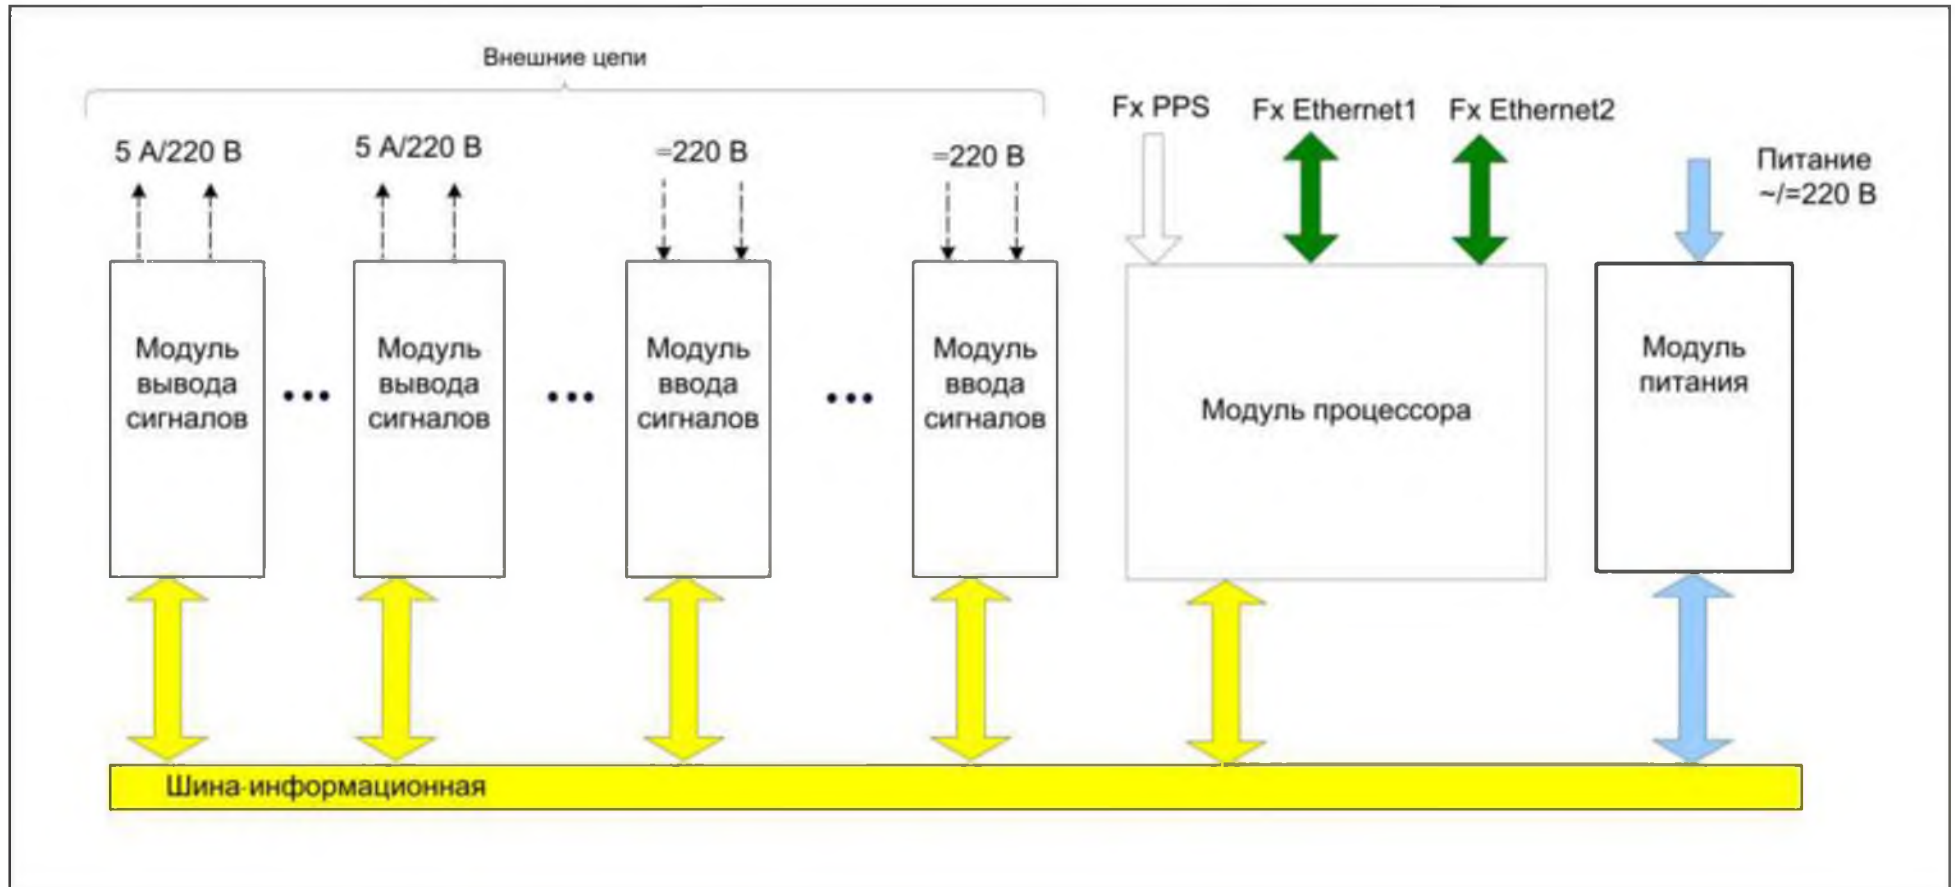 Внешние цепи
5 А/220 В
5 А/220 В
=220 В
=220 В
Fx PPS
Fx Ethernet1
Fx Ethernet2
Питание
~/=220 В
Модуль
вывода
сигналов
Модуль
вывода
сигналов
Модуль
ввода
сигналов
Модуль
ввода
сигналов
Модуль процессора
Модуль
питания
Шина информационная